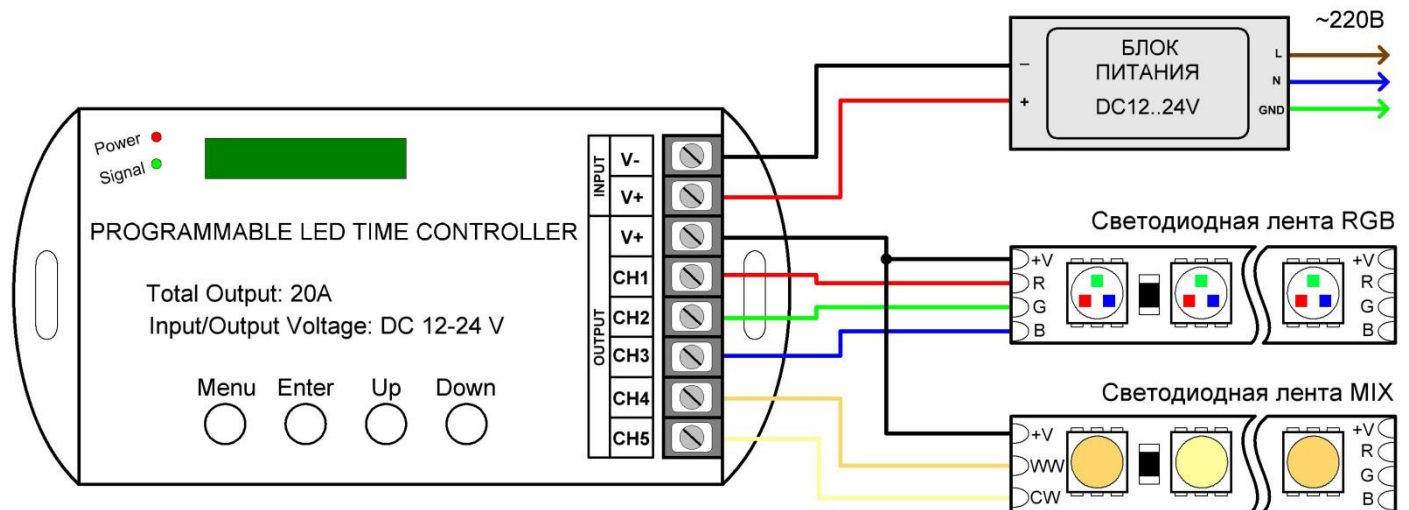 ~220В
БЛОК
ПИТАНИЯ
DC12..24V
–
+
L
N
GND
Power
Signal
PROGRAMMABLE LED TIME CONTROLLER
Total Output: 20A
Input/Output Voltage: DC 12-24 V
Menu Enter Up Down
INPUT
V-
V+
OUTPUT
V+
CH1
CH2
CH3
CH4
CH5
Светодиодная лента RGB
+V +V
R R
G G
B B
Светодиодная лента MIX
+V +V
WW R
G
CW B